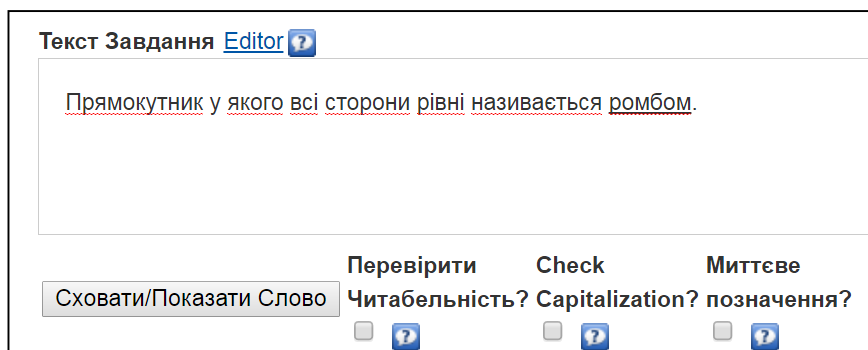 Текст Завдання Editor ?
Прямокутник у якого всі сторони рівні називається ромбом.
Сховати/Показати Слово
Перевірити Читабельність? ?
Check Capitalization? ?
Миттєве позначення? ?